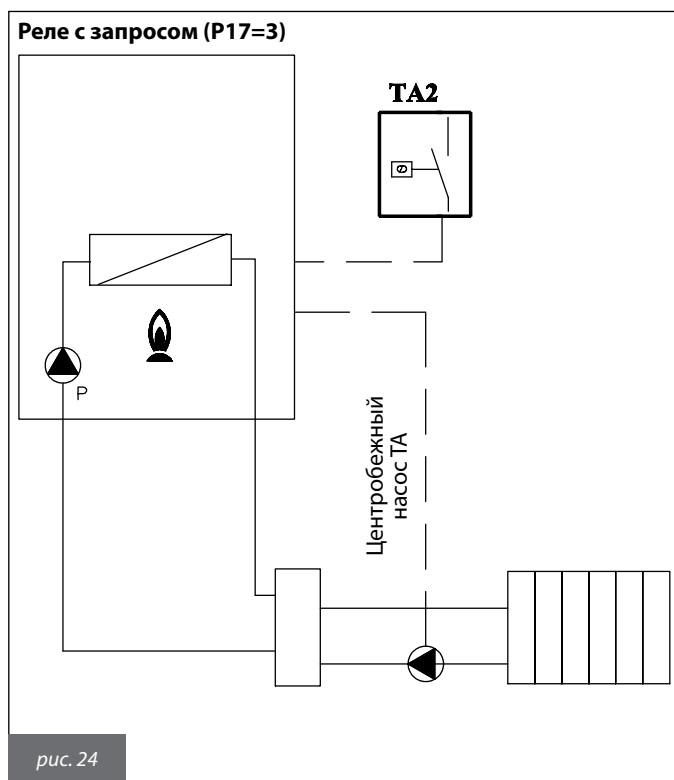 Реле с запросом (P17=3)
TA2
P
Центробежный
насос ТА
рис. 24